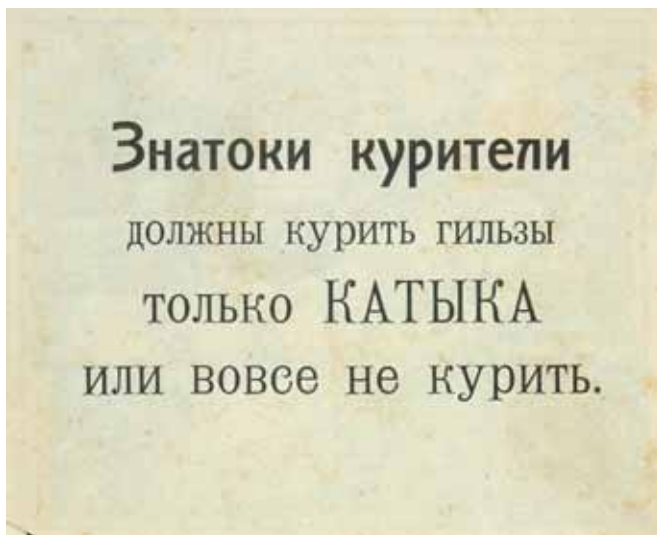 Знатоки курители
должны курить гильзы
только КАТЫКА
или вовсе не курить.